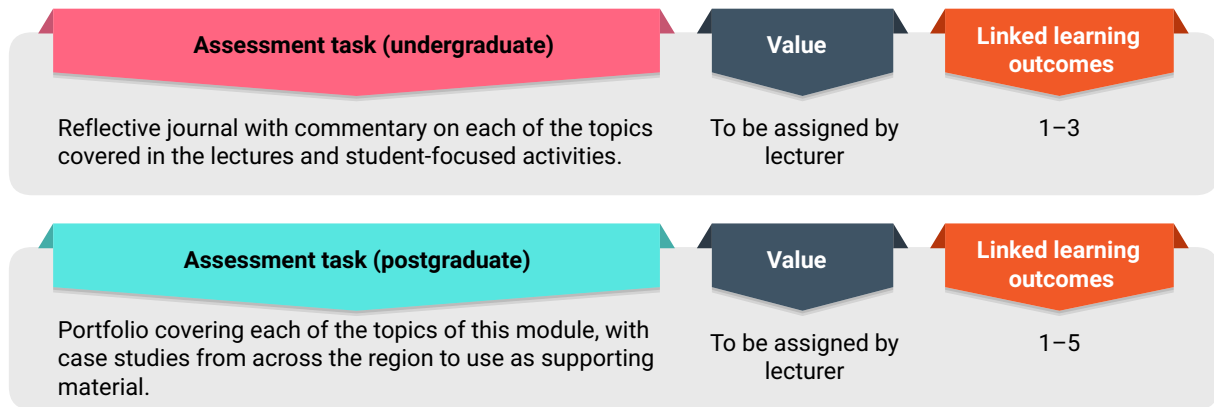 Assessment task (undergraduate)
Value
Linked learning
outcomes
Reflective journal with commentary on each of the topics
covered in the lectures and student-focused activities.
To be assigned by
lecturer
1–3
Assessment task (postgraduate)
Value
Linked learning
outcomes
Portfolio covering each of the topics of this module, with
case studies from across the region to use as supporting
material.
To be assigned by
lecturer
1–5